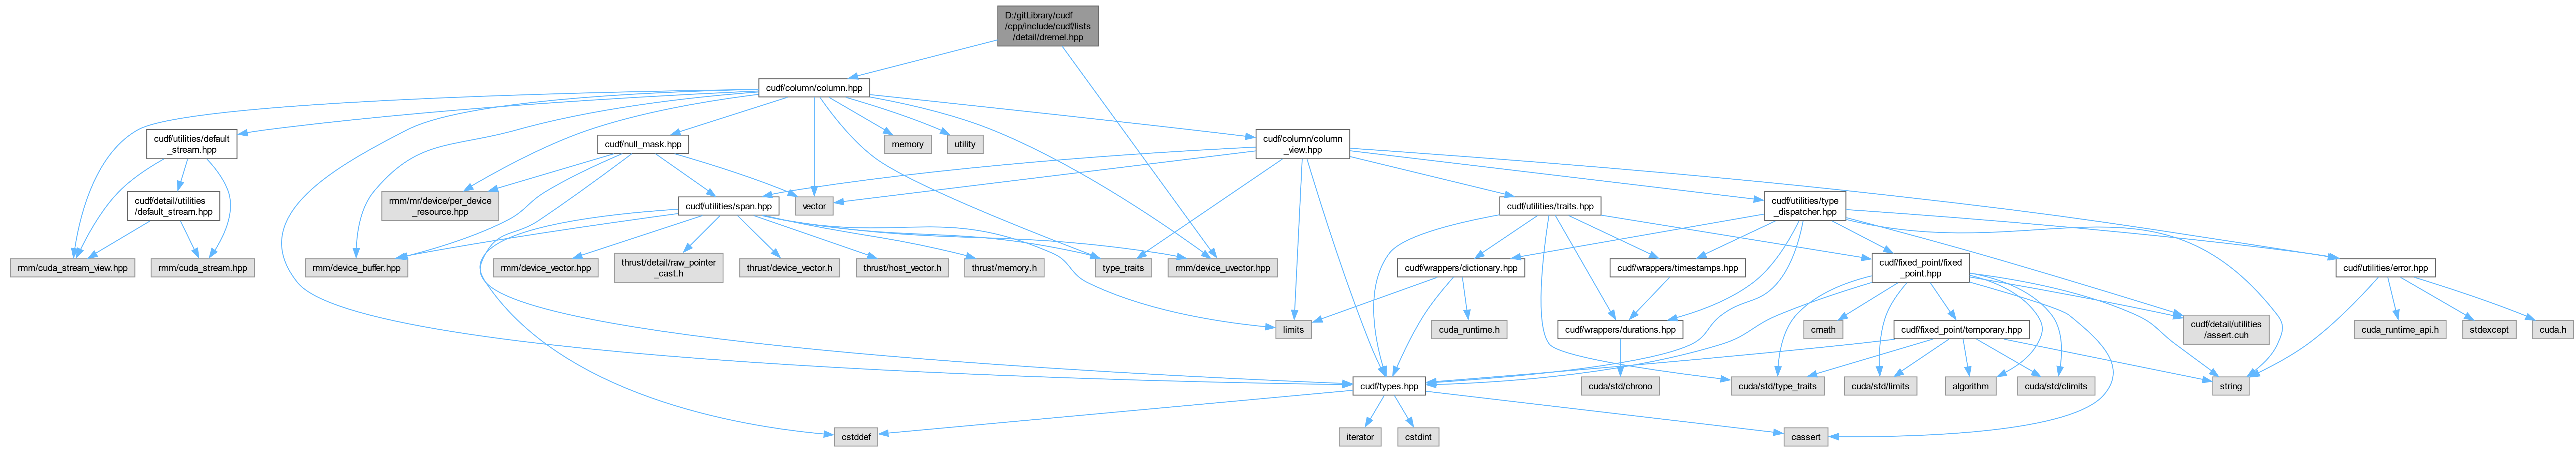 D:/gitLibrary/cudf
/cpp/include/cudf/lists
/detail/dremel.hpp
cudf/column/column.hpp
cudf/utilities/default
_stream.hpp
cudf/null_mask.hpp
memory
utility
cudf/column/column
_view.hpp
cudf/detail/utilities
/default_stream.hpp
rmm/mr/device/per_device
_resource.hpp
cudf/utilities/span.hpp
vector
cudf/utilities/traits.hpp
cudf/utilities/type
_dispatcher.hpp
rmm/cuda_stream_view.hpp
rmm/cuda_stream.hpp
rmm/device_buffer.hpp
rmm/device_vector.hpp
thrust/detail/raw_pointer
_cast.h
thrust/device_vector.h
thrust/host_vector.h
thrust/memory.h
type_traits
rmm/device_uvector.hpp
cudf/wrappers/dictionary.hpp
cudf/wrappers/timestamps.hpp
cudf/fixed_point/fixed
_point.hpp
cudf/utilities/error.hpp
limits
cuda_runtime.h
cudf/wrappers/durations.hpp
cmath
cudf/fixed_point/temporary.hpp
cudf/detail/utilities
/assert.cuh
cuda_runtime_api.h
stdexcept
cuda.h
cudf/types.hpp
cuda/std/chrono
cuda/std/type_traits
cuda/std/limits
algorithm
cuda/std/climits
string
cstddef
iterator
cstdint
cassert